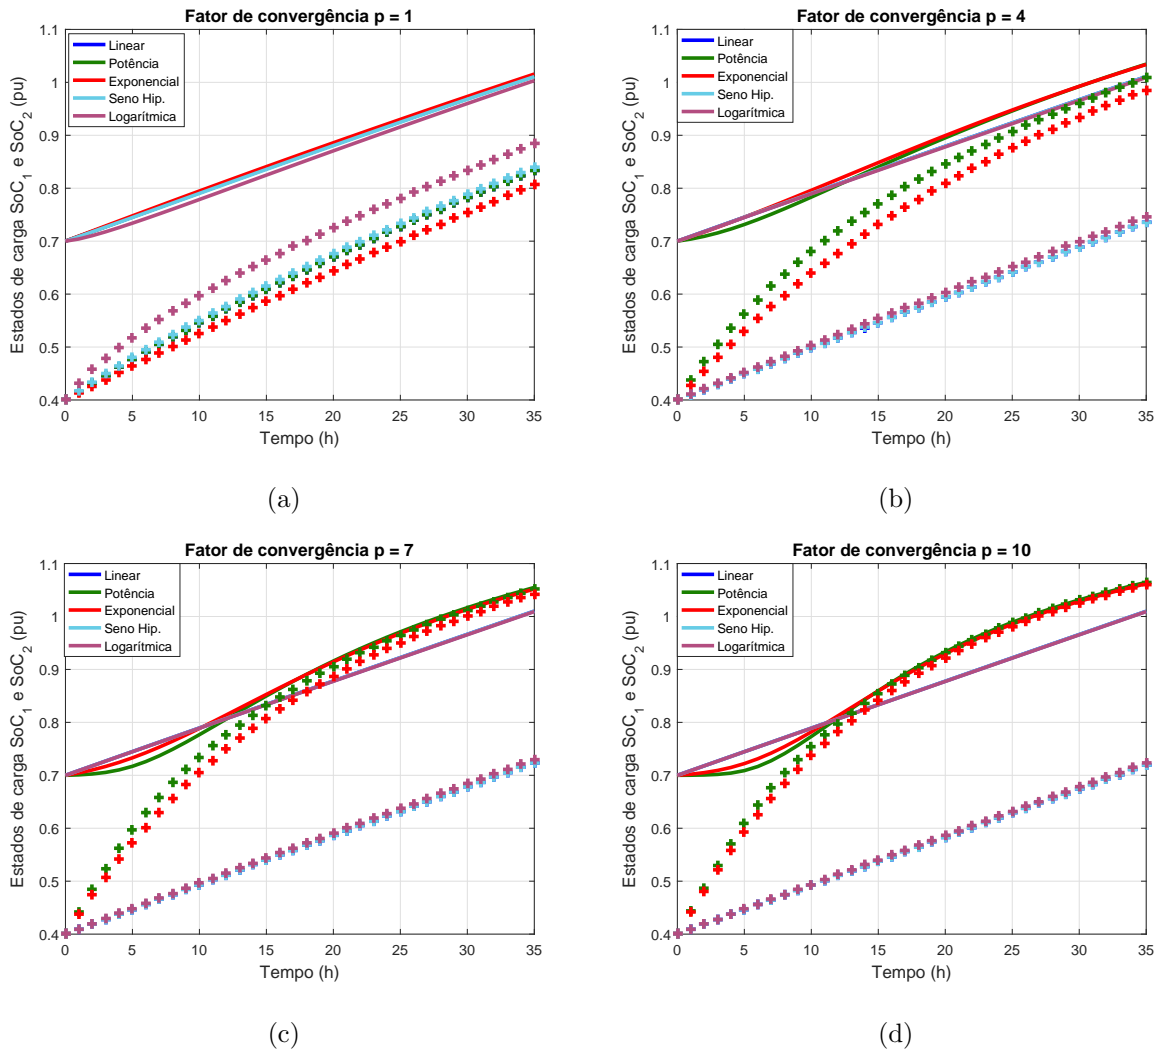 Fator de convergência p = 1
Estados de carga SoC1 e SoC2 (pu)
1.1
1
0.9
0.8
0.7
0.6
0.5
0.4
Linear
Potência
Exponencial
Seno Hip.
Logarítmica
0 5 10 15 20 25 30 35
Tempo (h)
(a)
Fator de convergência p = 4
Estados de carga SoC1 e SoC2 (pu)
1.1
1
0.9
0.8
0.7
0.6
0.5
0.4
Linear
Potência
Exponencial
Seno Hip.
Logarítmica
0 5 10 15 20 25 30 35
Tempo (h)
(b)
Fator de convergência p = 7
Estados de carga SoC1 e SoC2 (pu)
1.1
1
0.9
0.8
0.7
0.6
0.5
0.4
Linear
Potência
Exponencial
Seno Hip.
Logarítmica
0 5 10 15 20 25 30 35
Tempo (h)
(c)
Fator de convergência p = 10
Estados de carga SoC1 e SoC2 (pu)
1.1
1
0.9
0.8
0.7
0.6
0.5
0.4
Linear
Potência
Exponencial
Seno Hip.
Logarítmica
0 5 10 15 20 25 30 35
Tempo (h)
(d)